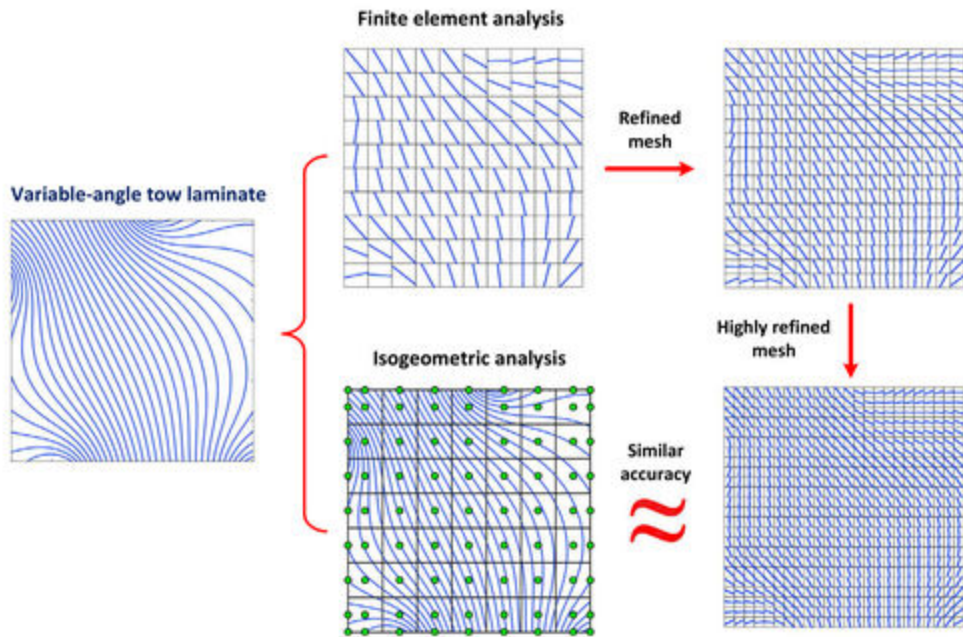 Finite element analysis
Refined
mesh
Variable-angle tow laminate
Highly refined
mesh
Isogeometric analysis
Similar
accuracy
≈